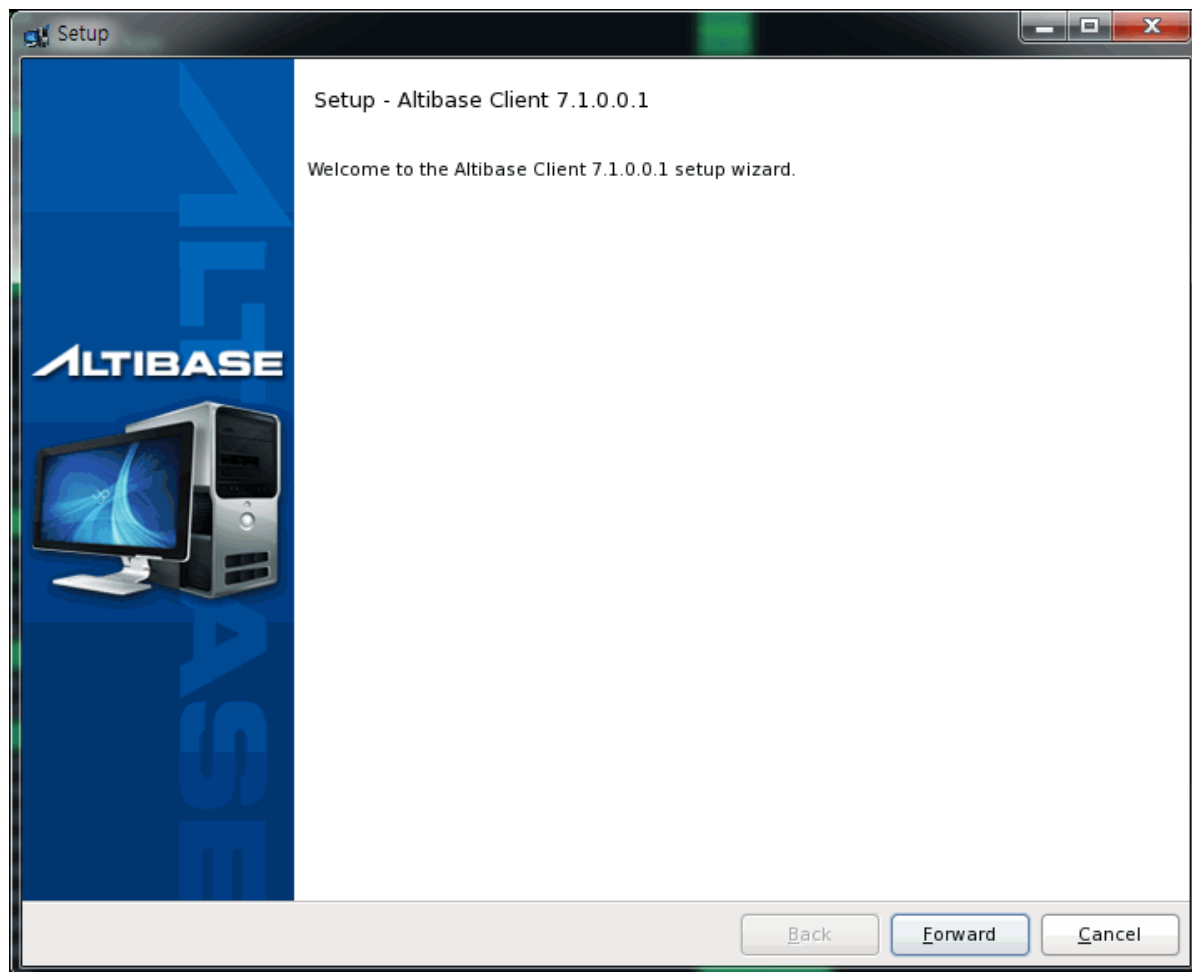 Setup
Setup - Altibase Client 7.1.0.0.1
Welcome to the Altibase Client 7.1.0.0.1 setup wizard.
ALTIBASE
ALTIBASE
Back
Forward
Cancel